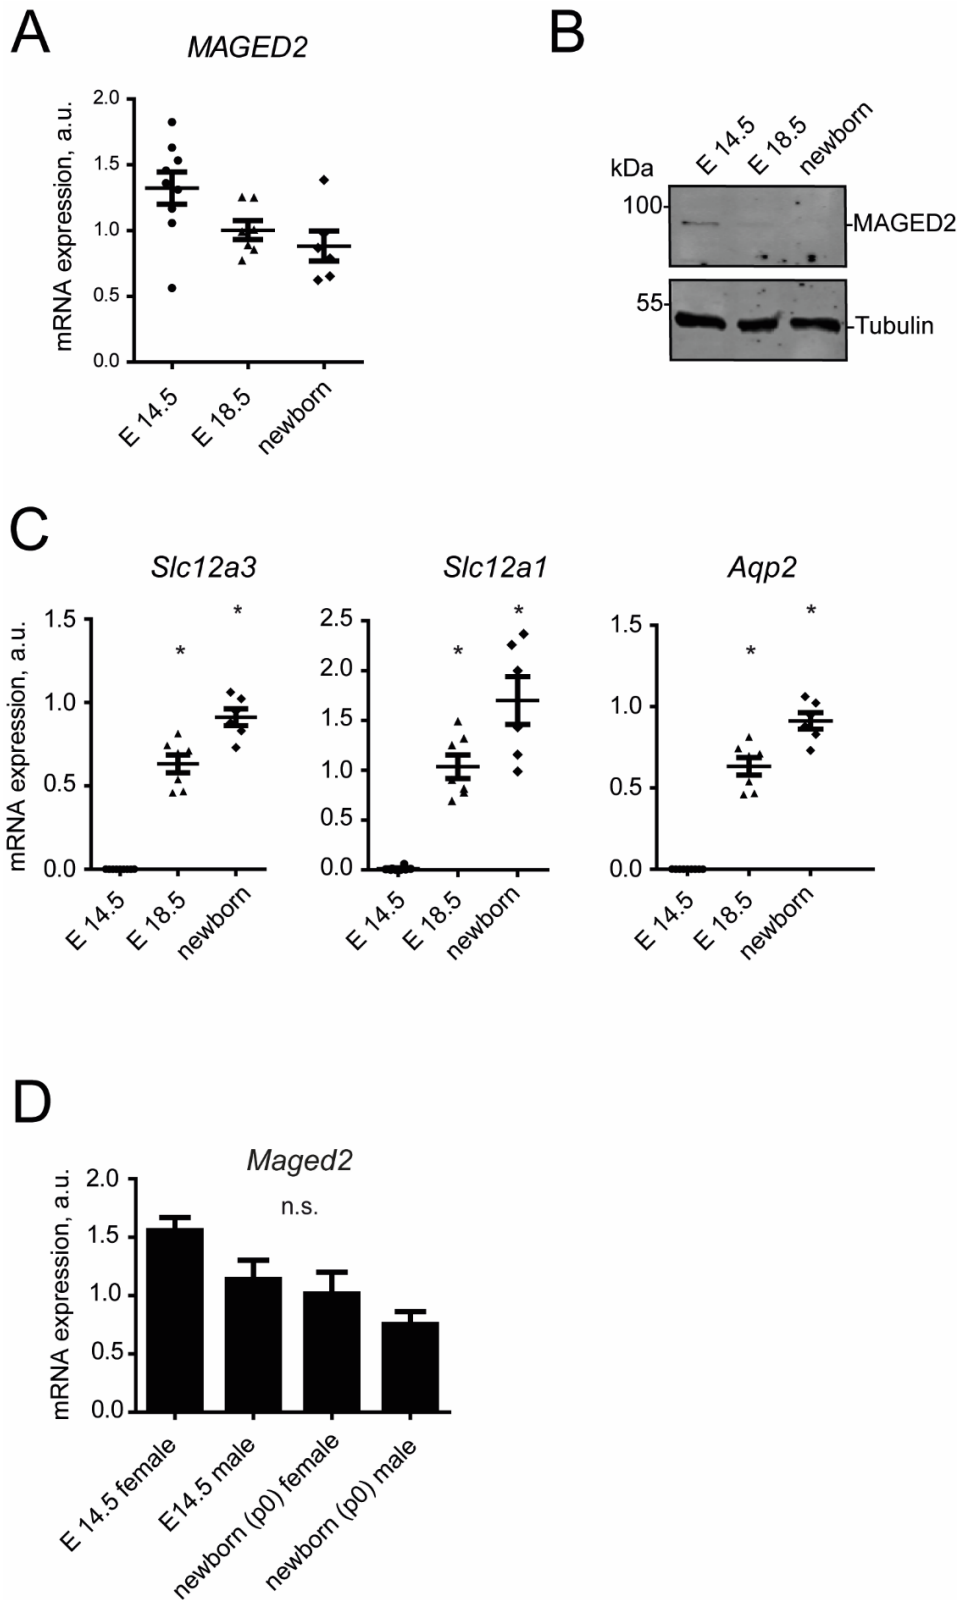 A
MAGED2
mRNA expression, a.u.
2.0
1.5
1.0
0.5
0.0
E 14.5
E 18.5
newborn
B
kDa
E 14.5
E 18.5
newborn
100
MAGED2
55
Tubulin
C
Slc12a3
mRNA expression, a.u.
1.5
1.0
0.5
0.0
*
*
E 14.5
E 18.5
newborn
Slc12a1
2.5
2.0
1.5
1.0
0.5
0.0
*
*
E 14.5
E 18.5
newborn
Aqp2
1.5
1.0
0.5
0.0
*
*
E 14.5
E 18.5
newborn
D
Maged2
n.s.
mRNA expression, a.u.
2.0
1.5
1.0
0.5
0.0
E 14.5 female
E14.5 male
newborn (p0) female
newborn (p0) male